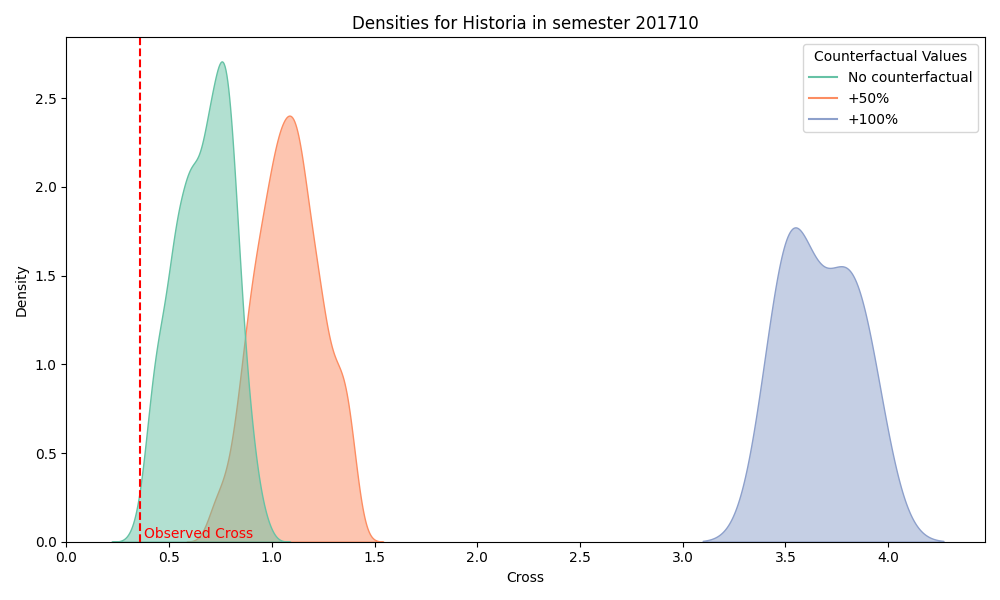 Densities for Historia in semester 201710
Counterfactual Values
No counterfactual
+50%
+100%
Density
2.5
2.0
1.5
1.0
0.5
0.0
Observed Cross
0.0 0.5 1.0 1.5 2.0 2.5 3.0 3.5 4.0
Cross